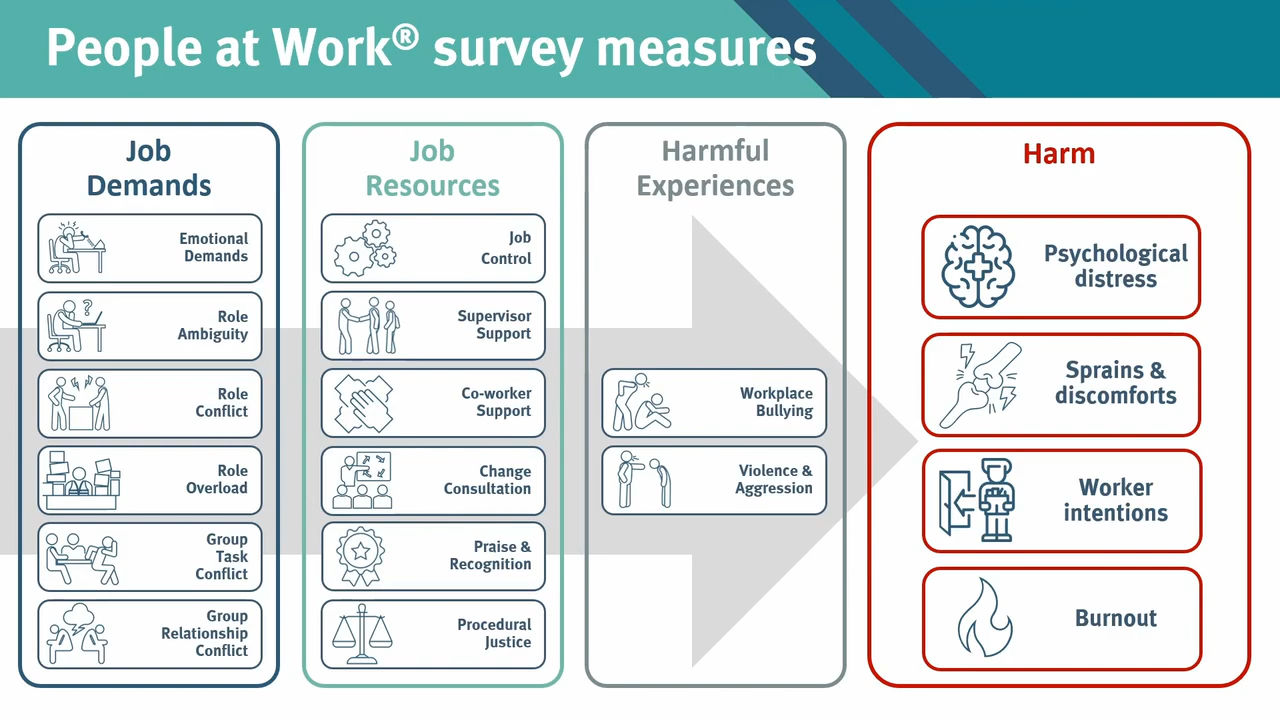 People at Work® survey measures
Job
Demands
Emotional
Demands
Role
Ambiguity
?
Role
Conflict
Role
Overload
Group
Task
Conflict
Group
Relationship
Conflict
Job
Resources
Job
Control
Supervisor
Support
Co-worker
Support
Change
Consultation
Praise &
Recognition
Procedural
Justice
Harmful
Experiences
Workplace
Bullying
Violence &
Aggression
Harm
Psychological
distress
Sprains &
discomforts
Worker
intentions
Burnout